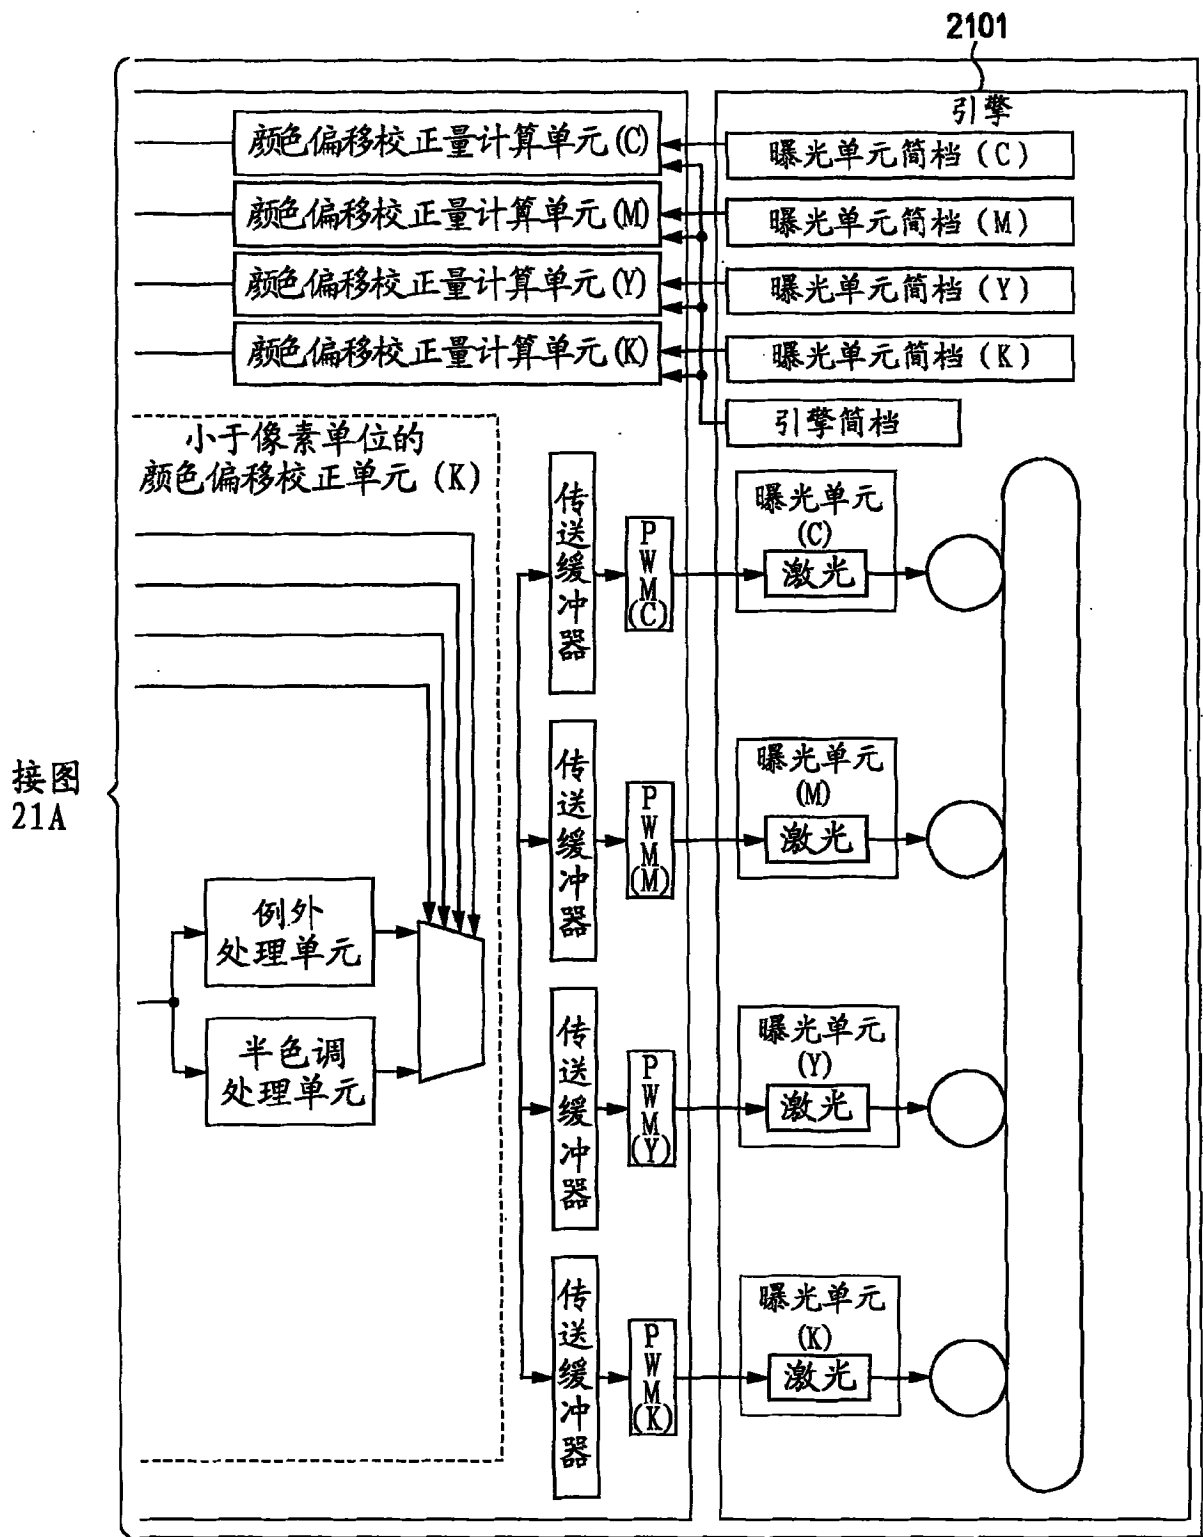 2101
引擎
颜色偏移校正量计算单元(C)
曝光单元简档(C)
颜色偏移校正量计算单元(M)
曝光单元简档(M)
颜色偏移校正量计算单元(Y)
曝光单元简档(Y)
颜色偏移校正量计算单元(K)
曝光单元简档(K)
引擎简档
小于像素单位的
颜色偏移校正单元(K)
传送缓冲器
PWM(C)
曝光单元
(C)
激光
接图
21A
传送缓冲器
PWM(M)
曝光单元
(M)
激光
例外
处理单元
半色调
处理单元
传送缓冲器
PWM(Y)
曝光单元
(Y)
激光
传送缓冲器
PWM(K)
曝光单元
(K)
激光